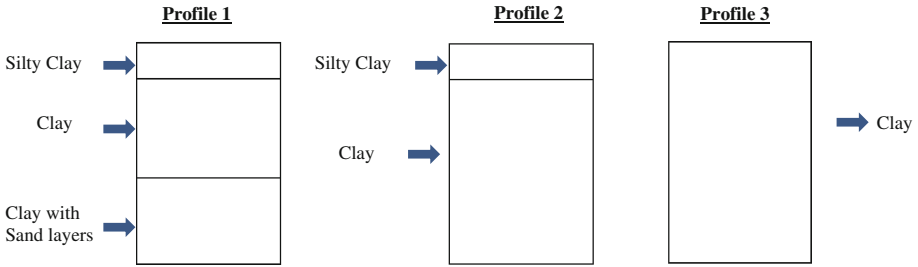 Profile 1
Silty Clay
Clay
Clay with
Sand layers
Profile 2
Silty Clay
Clay
Profile 3
Clay